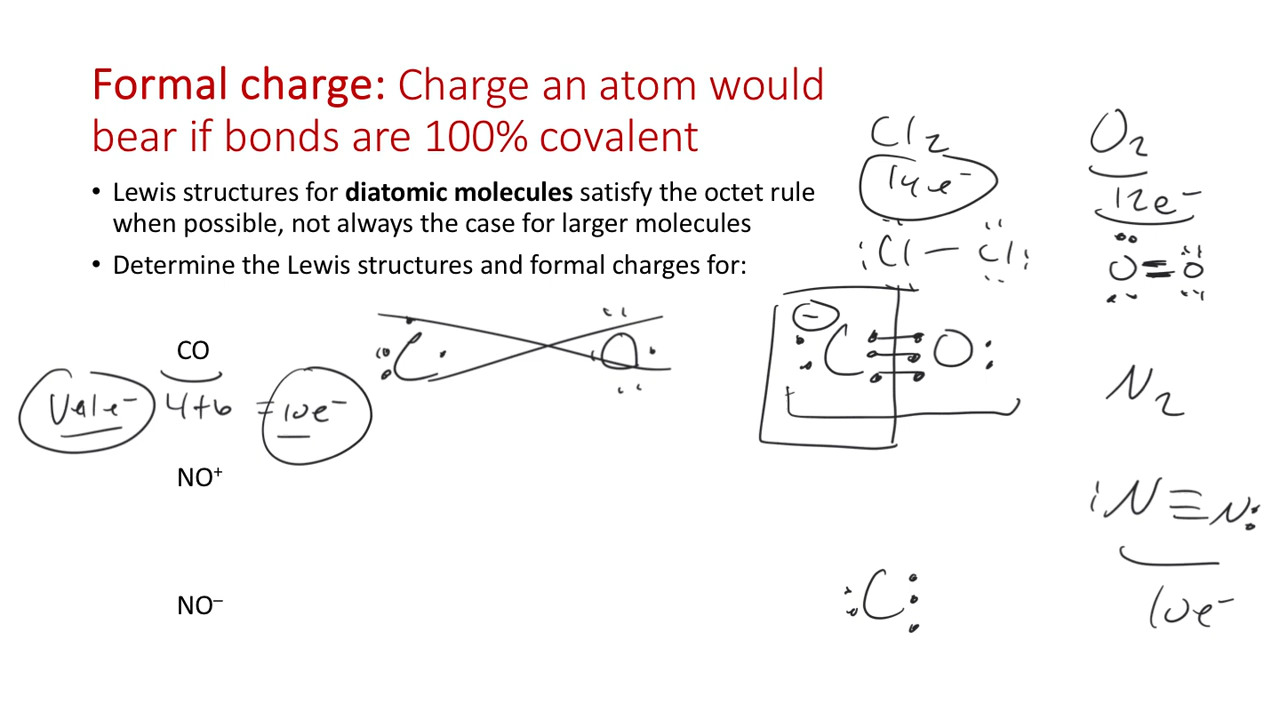 Formal charge: Charge an atom would
bear if bonds are 100% covalent
• Lewis structures for diatomic molecules satisfy the octet rule
when possible, not always the case for larger molecules
• Determine the Lewis structures and formal charges for:
CO
Val e⁻ 4+6 = 10e⁻
NO⁺
NO⁻
C O
Cl₂
14e⁻
:Cl — Cl:
O₂
12e⁻
O=O
⊖
:C≡O:
N₂
:N≡N:
10e⁻
:C: